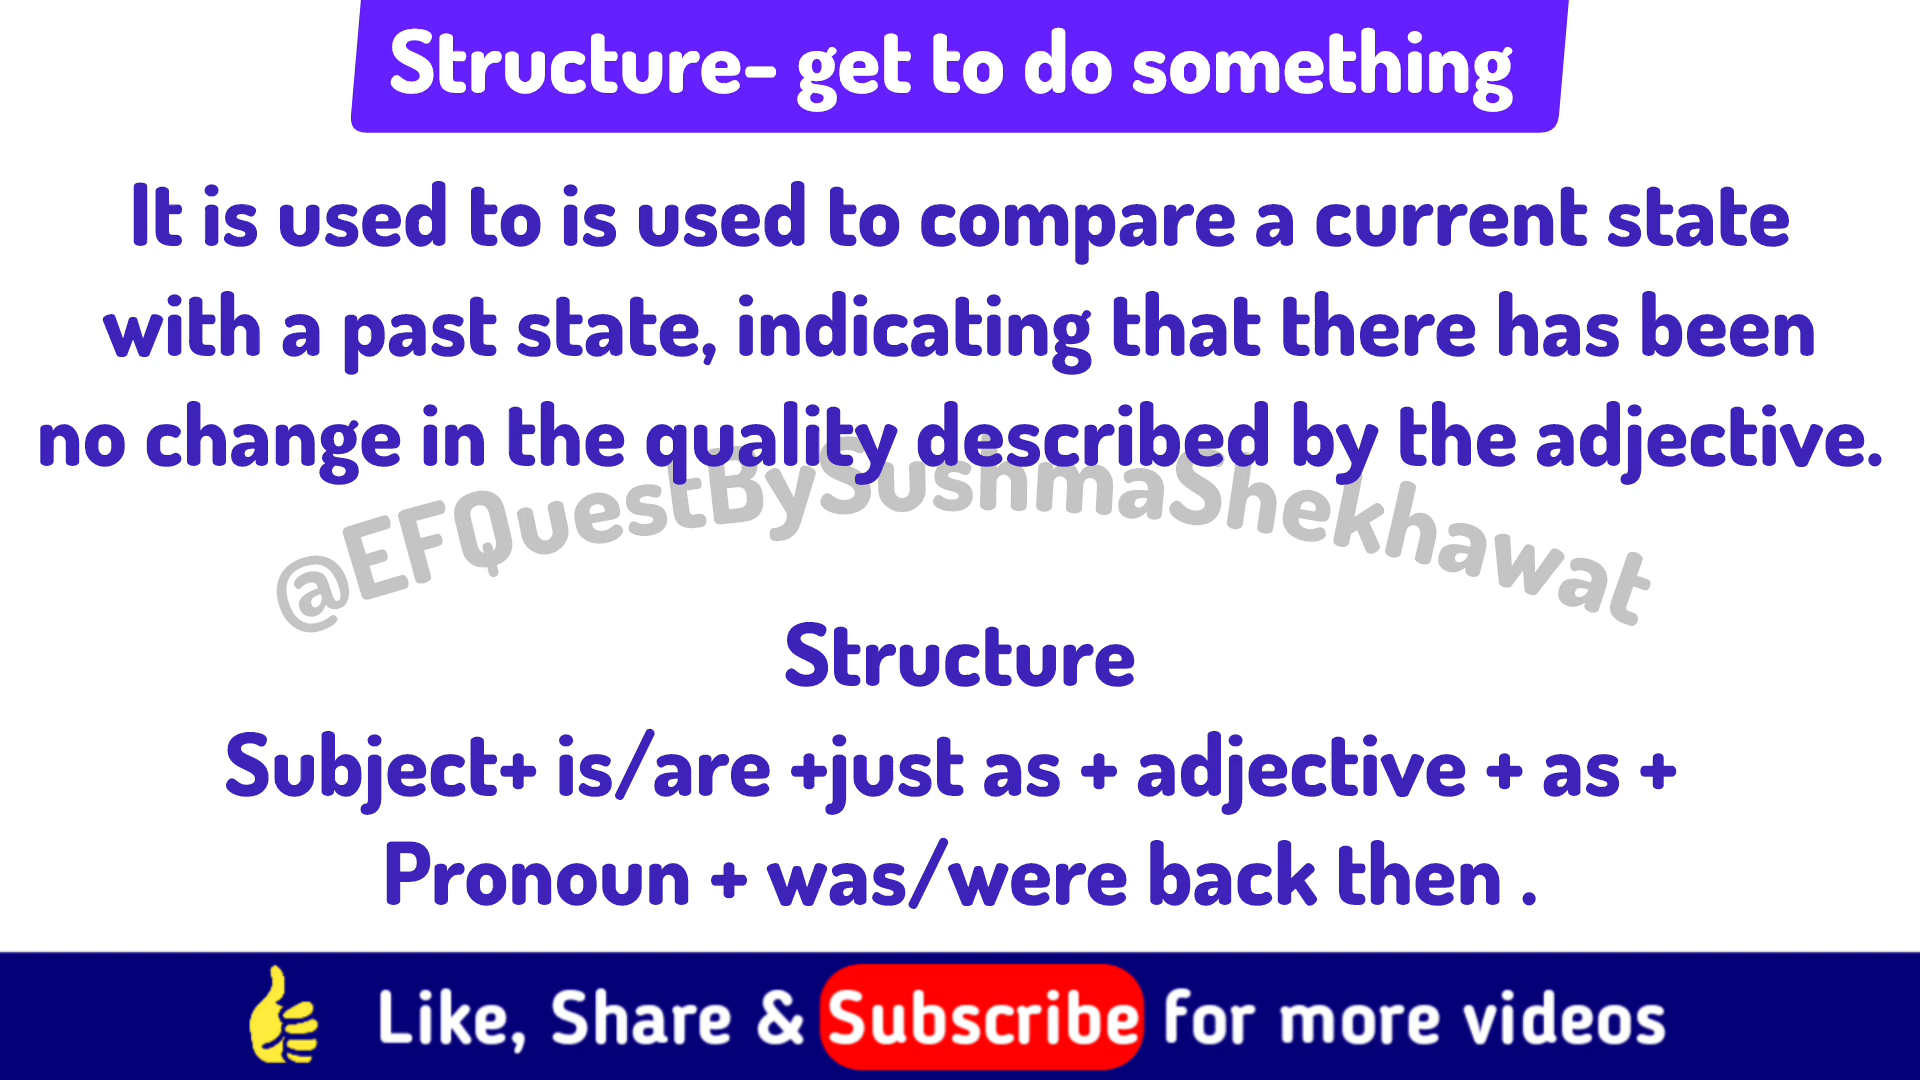 Structure- get to do something
It is used to is used to compare a current state
with a past state, indicating that there has been
no change in the quality described by the adjective.
@EFQuestBySushmaShekhawat
Structure
Subject+ is/are +just as + adjective + as +
Pronoun + was/were back then .
Like, Share & Subscribe for more videos